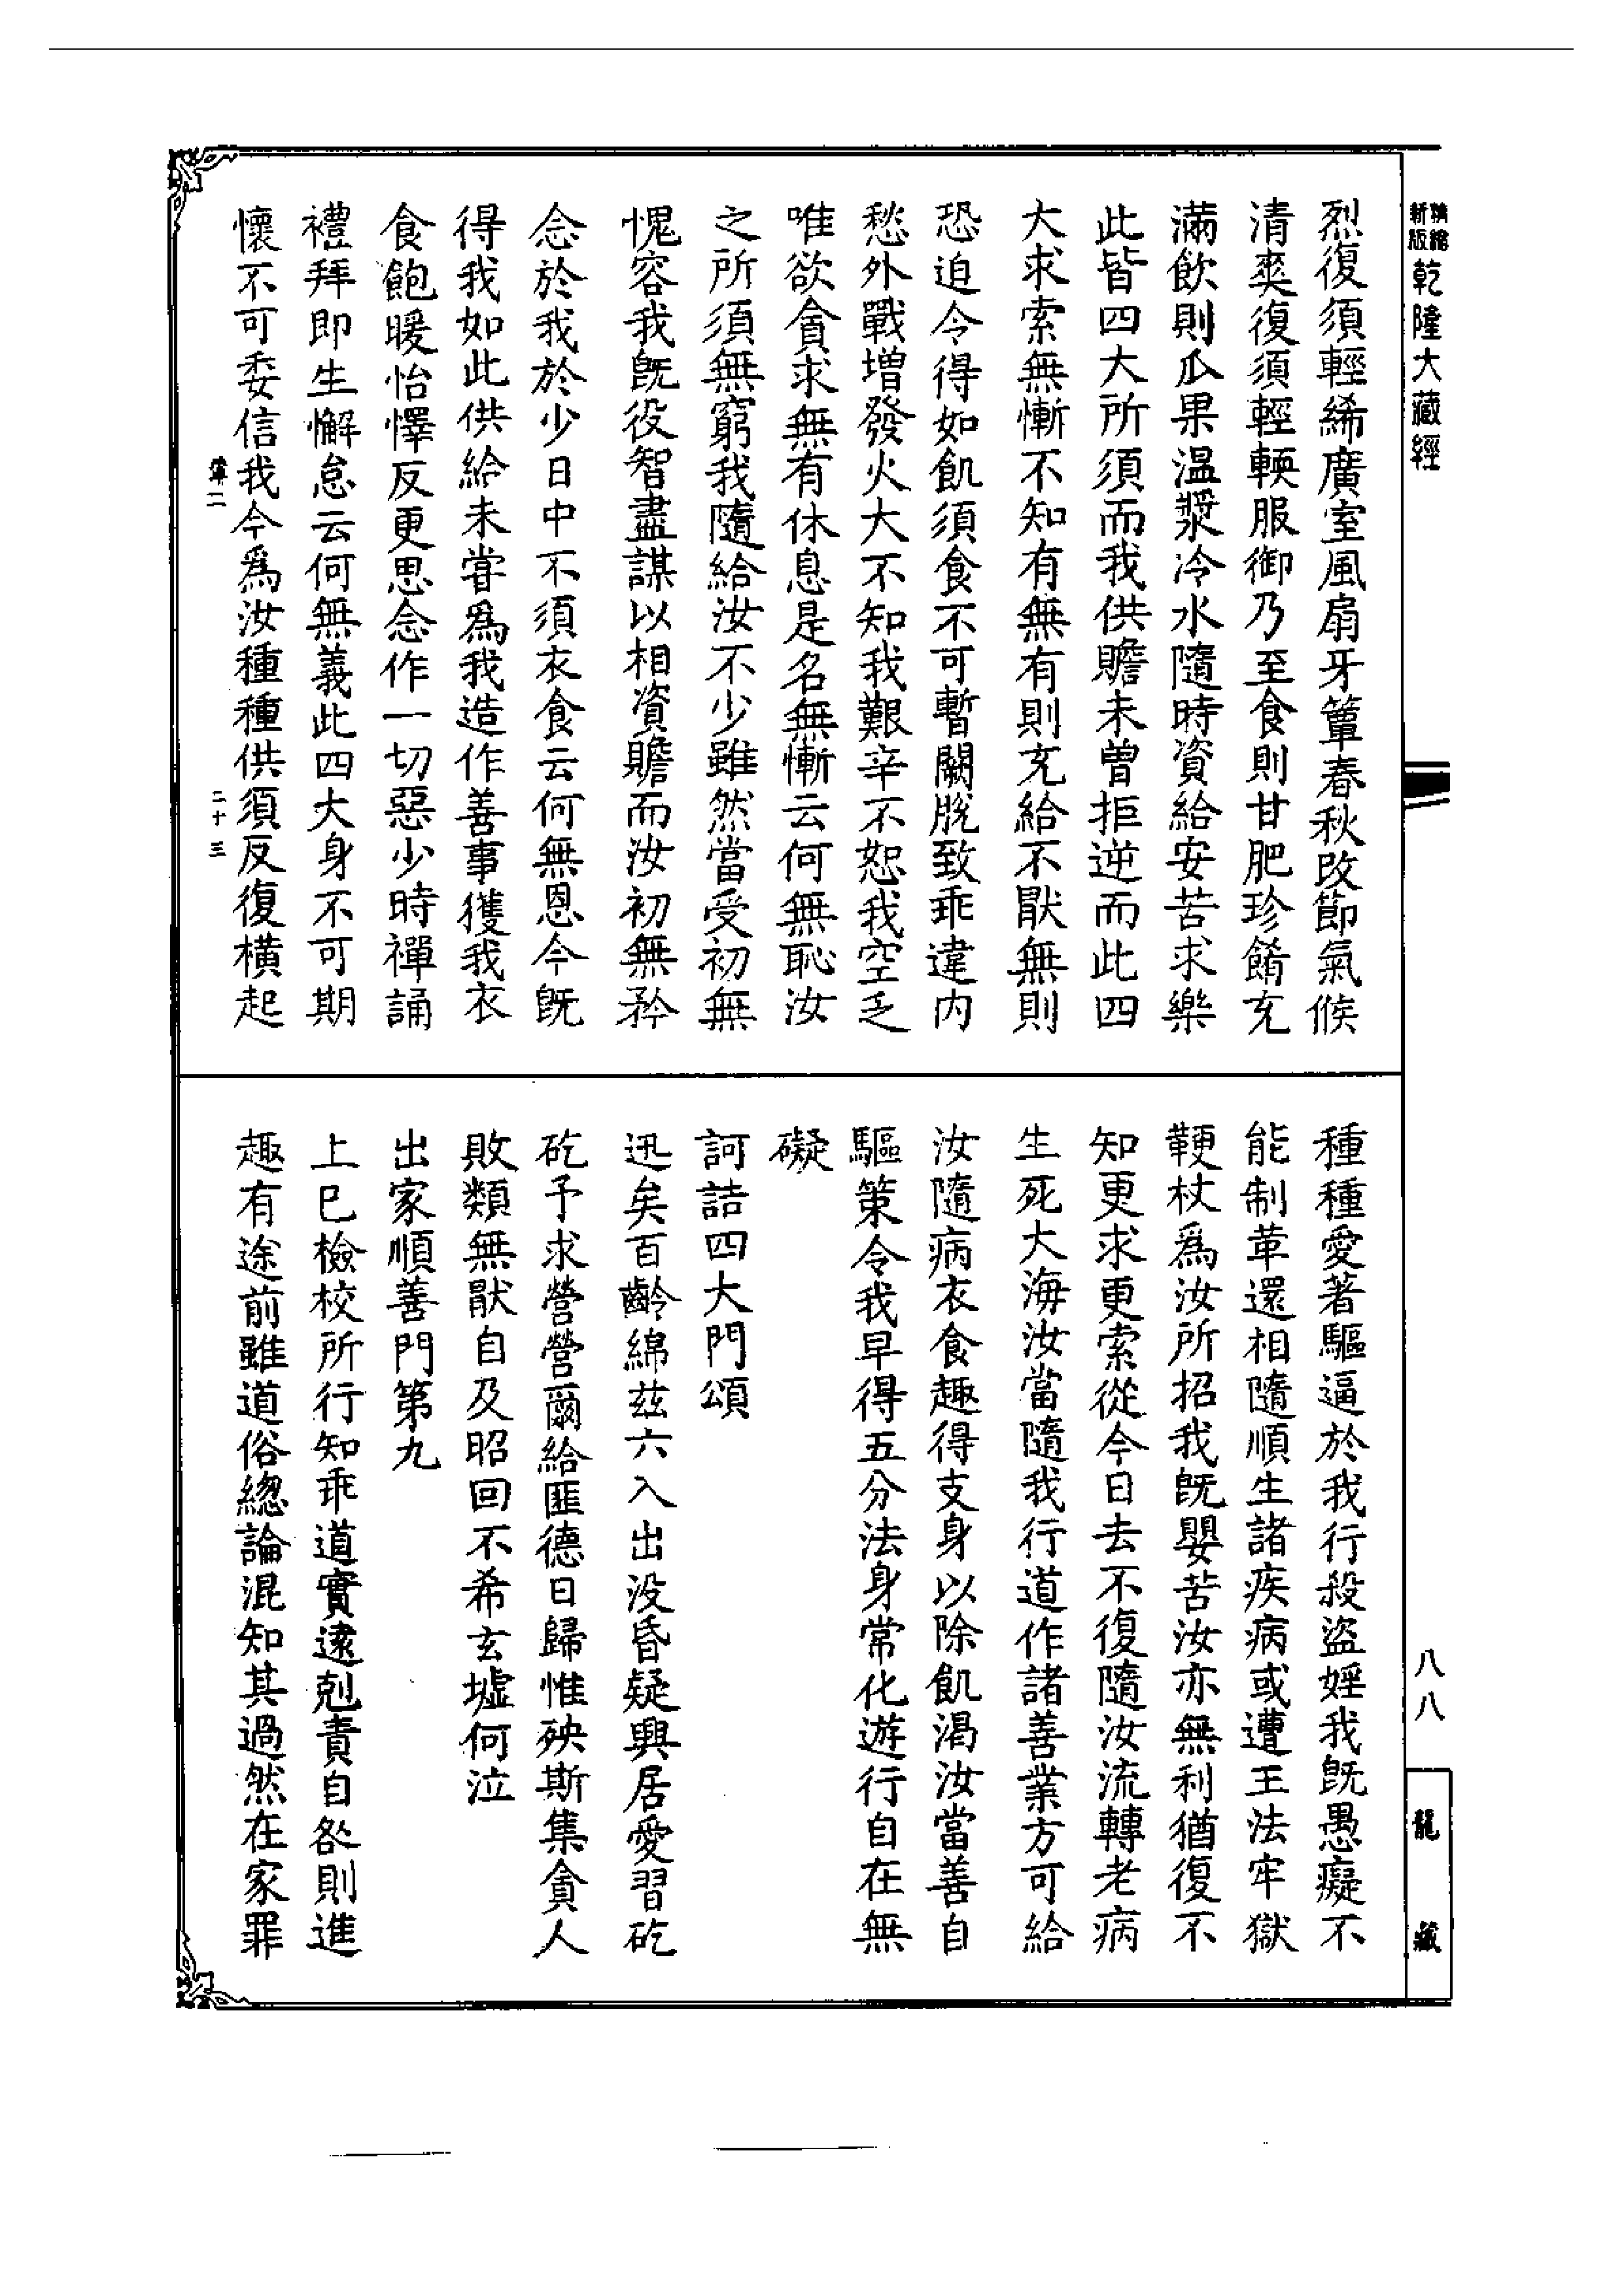 精縮新版乾隆大藏經
烈復須輕絺廣室風扇牙簟春秋改節氣候
清爽復須輕輭服御乃至食則甘肥珍餚充
滿飲則瓜果溫漿冷水隨時資給安苦求樂
此皆四大所須而我供贍未曾拒逆而此四
大求索無慚不知有無有則充給不猒無則
恐迫令得如飢須食不可暫闕脫致乖違內
愁外戰增發火大不知我艱辛不恕我空乏
唯欲貪求無有休息是名無慚云何無恥汝
之所須無窮我隨給汝不少雖然當受初無
愧容我既役智盡謀以相資贍而汝初無矜
念於我於少日中不須衣食云何無恩今既
得我如此供給未甞爲我造作善事獲我衣
食飽暖怡懌反更思念作一切惡少時禪誦
禮拜即生懈怠云何無義此四大身不可期
懷不可委信我今爲汝種種供須反復橫起
二十三
種種愛著驅逼於我行殺盜婬我既愚癡不
能制革還相隨順生諸疾病或遭王法牢獄
鞕杖爲汝所招我既嬰苦汝亦無利猶復不
知更求更索從今日去不復隨汝流轉老病
生死大海汝當隨我行道作諸善業方可給
汝隨病衣食趣得支身以除飢渴汝當善自
驅策令我早得五分法身常化遊行自在無
礙
訶詰四大門頌
迅矣百齡綿茲六入出沒昏疑興居愛習矻
矻予求營營爾給匪德日歸惟殃斯集貪人
敗類無猒自及昭回不希玄墟何泣
出家順善門第九
上已檢校所行知乖道實遠剋責自咎則進
趣有途前雖道俗總論混知其過然在家罪
八八
龍藏